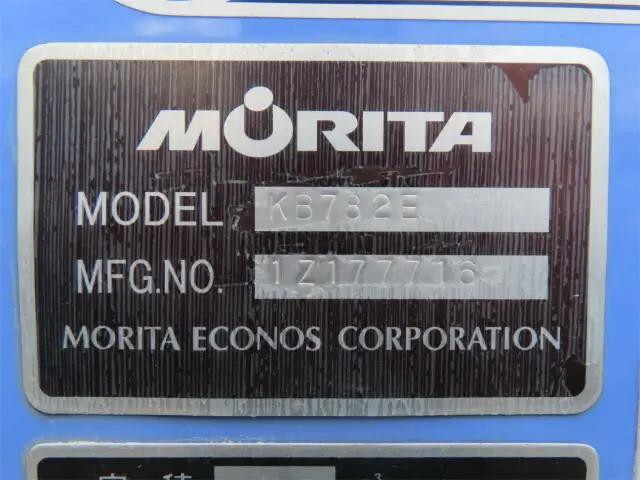 MORITA
MODEL KB782E
MFG.NO. 1Z177716
MORITA ECONOS CORPORATION